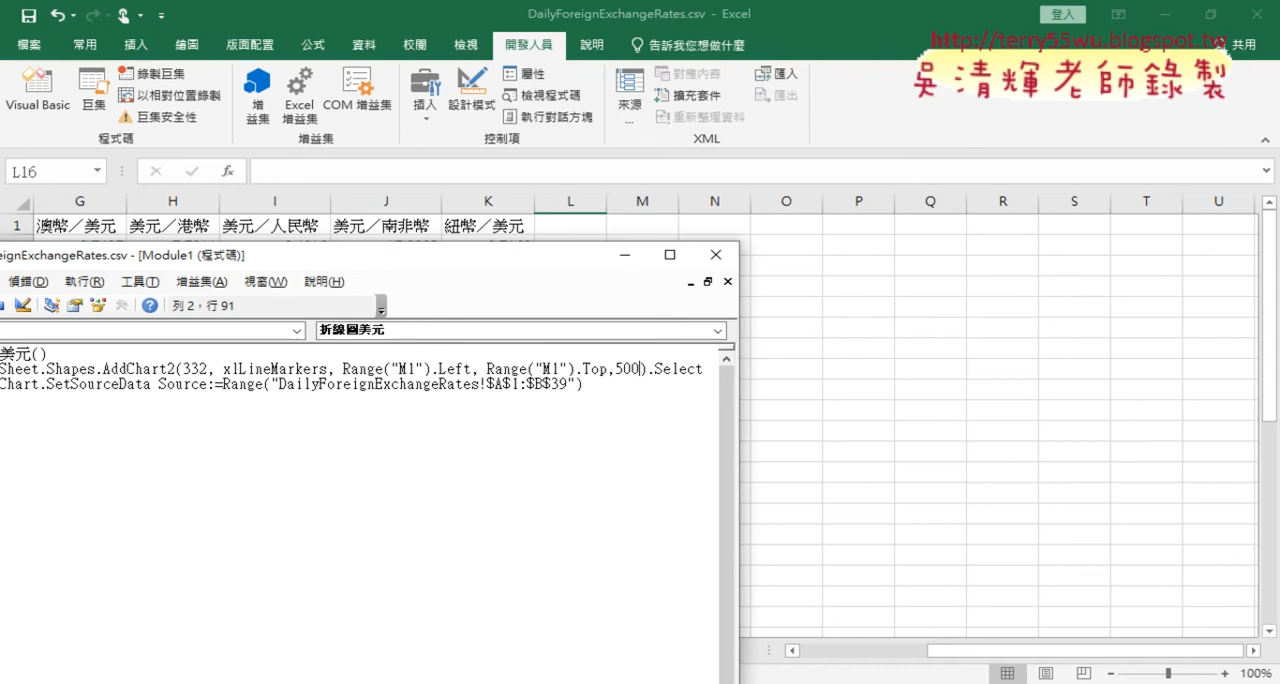 DailyForeignExchangeRates.csv - Excel
登入
檔案 常用 插入 繪圖 版面配置 公式 資料 校閱 檢視 開發人員 說明 告訴我您想做什麼 共用
http://terry55wu.blogspot.tw
吳清輝老師錄製
Visual Basic 巨集 錄製巨集 以相對位置錄製 巨集安全性
增益集 Excel 增益集 COM 增益集
插入 設計模式 屬性 檢視程式碼 執行對話方塊
來源... 對應內容 擴充套件 重新整理資料 匯入 匯出
程式碼 增益集 控制項 XML
L16 fx
G H I J K L M N O P Q R S T U
1 澳幣／美元 美元／港幣 美元／人民幣 美元／南非幣 紐幣／美元
eignExchangeRates.csv - [Module1 (程式碼)]
偵錯(D) 執行(R) 工具(T) 增益集(A) 視窗(W) 說明(H)
列 2，行 91
折線圖美元
美元()
Sheet.Shapes.AddChart2(332, xlLineMarkers, Range("M1").Left, Range("M1").Top,500).Select
Chart.SetSourceData Source:=Range("DailyForeignExchangeRates!$A$1:$B$39")
100%